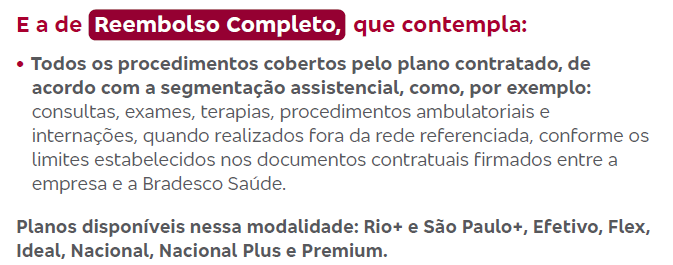 E a de Reembolso Completo, que contempla:
• Todos os procedimentos cobertos pelo plano contratado, de
acordo com a segmentação assistencial, como, por exemplo:
consultas, exames, terapias, procedimentos ambulatoriais e
internações, quando realizados fora da rede referenciada, conforme os
limites estabelecidos nos documentos contratuais firmados entre a
empresa e a Bradesco Saúde.
Planos disponíveis nessa modalidade: Rio+ e São Paulo+, Efetivo, Flex,
Ideal, Nacional, Nacional Plus e Premium.